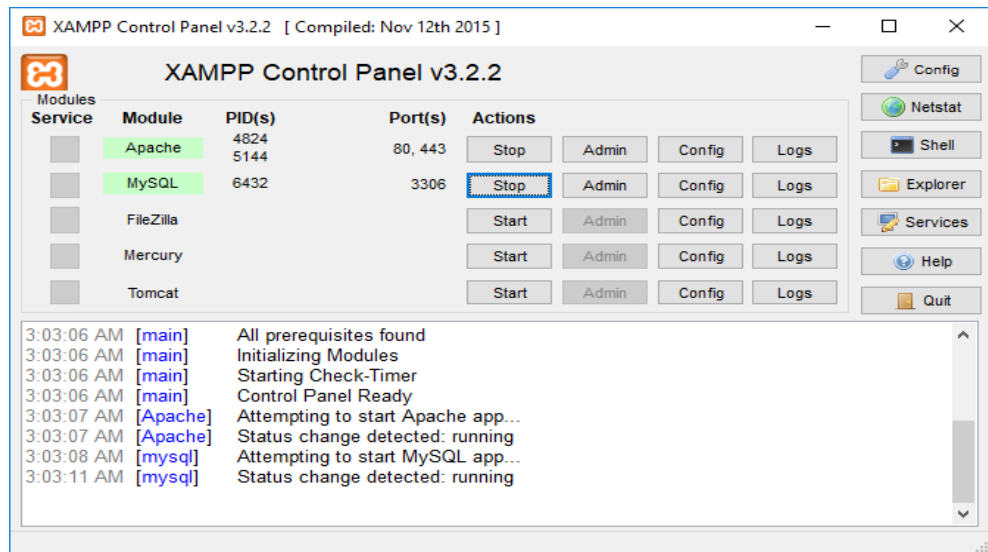 XAMPP Control Panel v3.2.2 [ Compiled: Nov 12th 2015 ]
XAMPP Control Panel v3.2.2
Config
Modules
Service Module PID(s) Port(s) Actions
Netstat
Apache 4824 5144 80, 443 Stop Admin Config Logs
Shell
MySQL 6432 3306 Stop Admin Config Logs
Explorer
FileZilla Start Admin Config Logs
Services
Mercury Start Admin Config Logs
Help
Tomcat Start Admin Config Logs
Quit
3:03:06 AM [main] All prerequisites found
3:03:06 AM [main] Initializing Modules
3:03:06 AM [main] Starting Check-Timer
3:03:06 AM [main] Control Panel Ready
3:03:07 AM [Apache] Attempting to start Apache app...
3:03:07 AM [Apache] Status change detected: running
3:03:08 AM [mysql] Attempting to start MySQL app...
3:03:11 AM [mysql] Status change detected: running